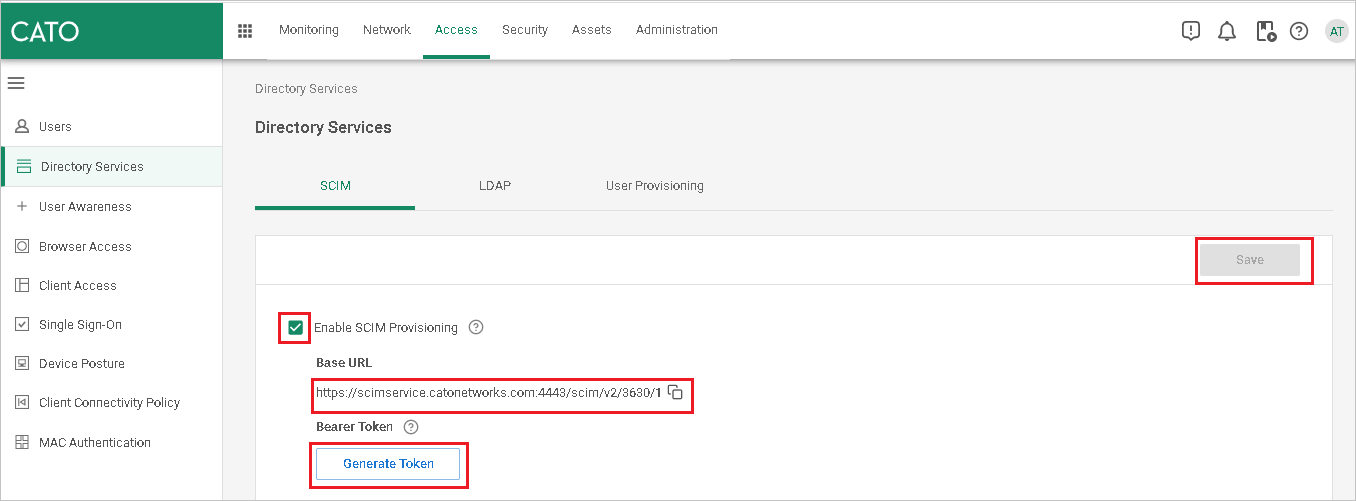 CATO
Monitoring Network Access Security Assets Administration
AT
Users
Directory Services
User Awareness
Browser Access
Client Access
Single Sign-On
Device Posture
Client Connectivity Policy
MAC Authentication
Directory Services
Directory Services
SCIM LDAP User Provisioning
Save
Enable SCIM Provisioning
Base URL
https://scimservice.catonetworks.com:4443/scim/v2/3630/1
Bearer Token
Generate Token